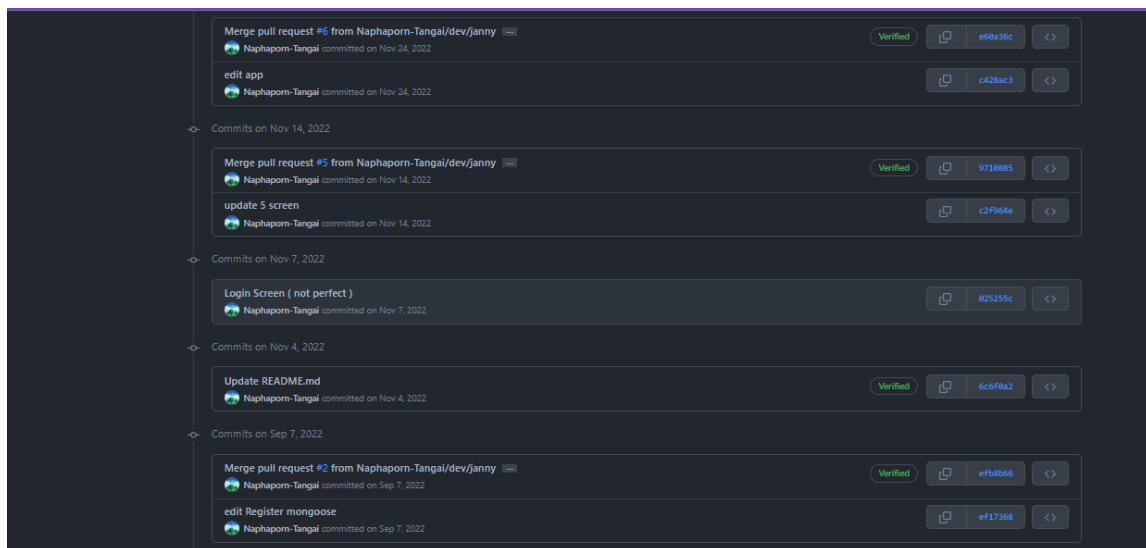 Merge pull request #6 from Naphaporn-Tangai/dev/janny ...
Naphaporn-Tangai committed on Nov 24, 2022
Verified
e60a36c
<>
edit app
Naphaporn-Tangai committed on Nov 24, 2022
c428ac3
<>
Commits on Nov 14, 2022
Merge pull request #5 from Naphaporn-Tangai/dev/janny ...
Naphaporn-Tangai committed on Nov 14, 2022
Verified
9710885
<>
update 5 screen
Naphaporn-Tangai committed on Nov 14, 2022
c2f964e
<>
Commits on Nov 7, 2022
Login Screen ( not perfect )
Naphaporn-Tangai committed on Nov 7, 2022
025255c
<>
Commits on Nov 4, 2022
Update README.md
Naphaporn-Tangai committed on Nov 4, 2022
Verified
6c6f0a2
<>
Commits on Sep 7, 2022
Merge pull request #2 from Naphaporn-Tangai/dev/janny ...
Naphaporn-Tangai committed on Sep 7, 2022
Verified
efb8b66
<>
edit Register mongoose
Naphaporn-Tangai committed on Sep 7, 2022
ef17368
<>